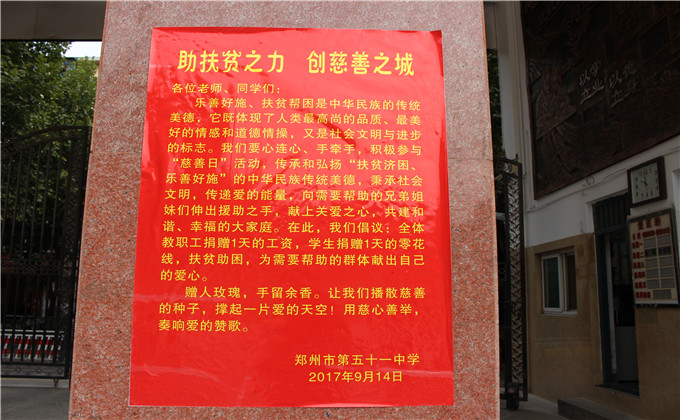 助扶贫之力 创慈善之城
各位老师、同学们：
乐善好施、扶贫帮困是中华民族的传统
美德，它既体现了人类最高尚的品质、最美
好的情感和道德情操，又是社会文明与进步
的标志。我们要心连心、手牵手，积极参与
“慈善日”活动，传承和弘扬“扶贫济困、
乐善好施”的中华民族传统美德，秉承社会
文明，传递爱的能量，向需要帮助的兄弟姐
妹们伸出援助之手，献上关爱之心，共建和
谐、幸福的大家庭。在此，我们倡议：全体
教职工捐赠1天的工资，学生捐赠1天的零花
线，扶贫助困，为需要帮助的群体献出自己
的爱心。
赠人玫瑰，手留余香。让我们播散慈善
的种子，撑起一片爱的天空！用慈心善举，
奏响爱的赞歌。
郑州市第五十一中学
2017年9月14日